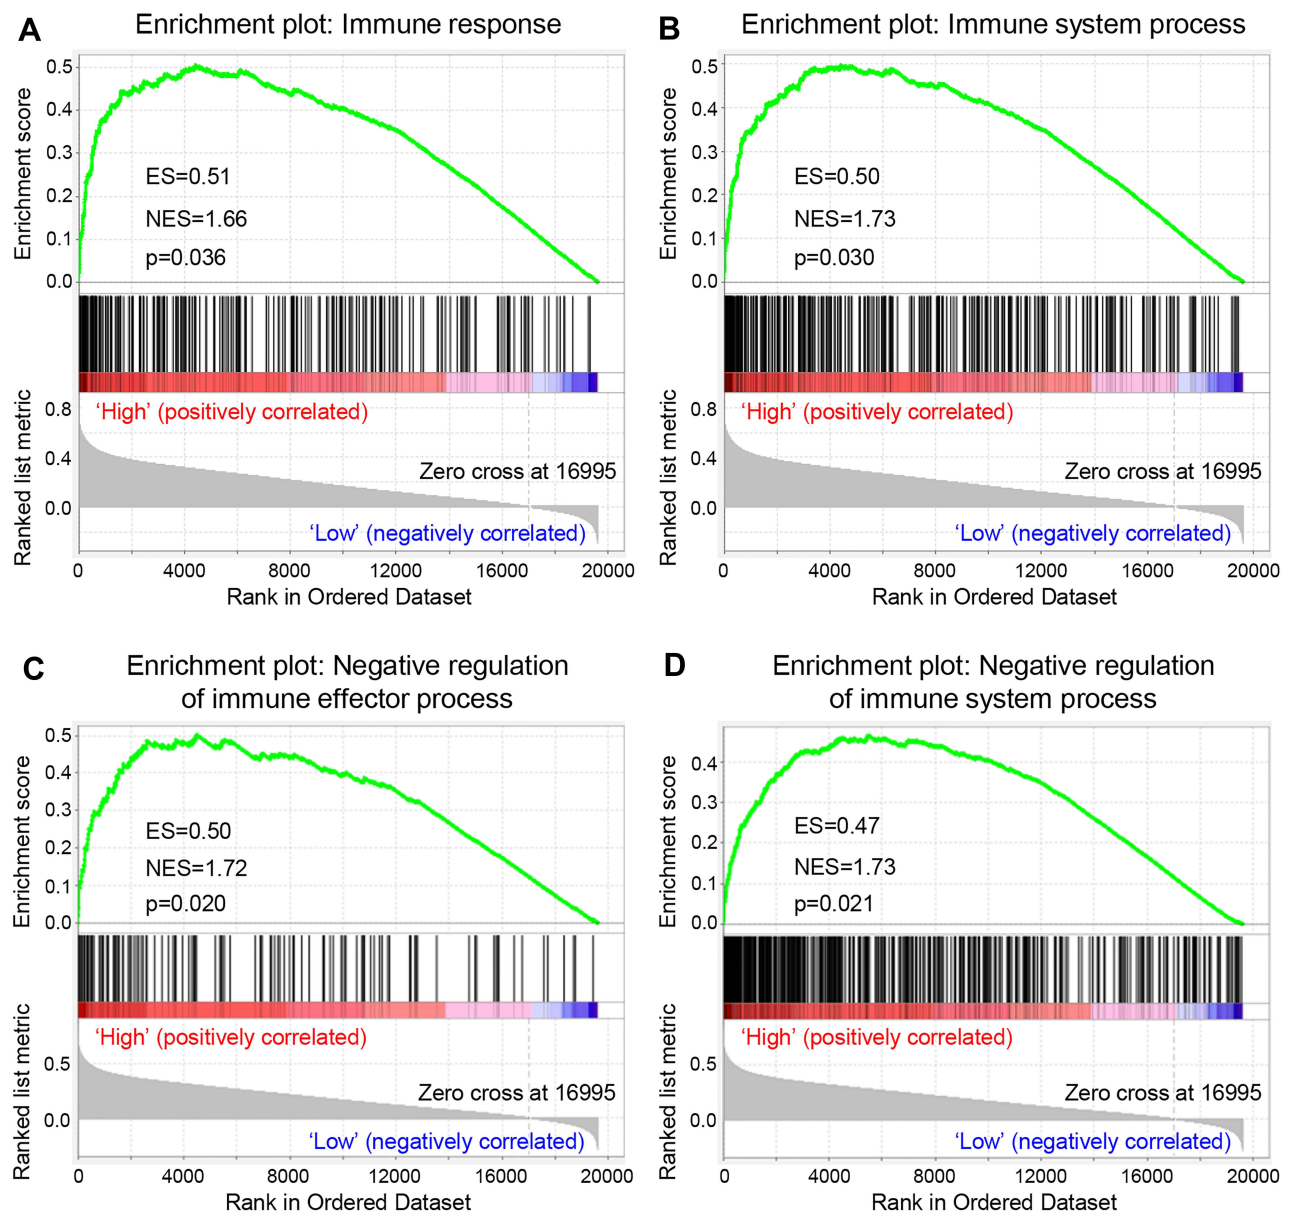 A
Enrichment plot: Immune response
Enrichment score
0.5
0.4
0.3
0.2
0.1
0.0
ES=0.51
NES=1.66
p=0.036
Ranked list metric
0.8
0.4
0.0
‘High’ (positively correlated)
Zero cross at 16995
‘Low’ (negatively correlated)
0 4000 8000 12000 16000 20000
Rank in Ordered Dataset
B
Enrichment plot: Immune system process
Enrichment score
0.5
0.4
0.3
0.2
0.1
0.0
ES=0.50
NES=1.73
p=0.030
Ranked list metric
0.8
0.4
0.0
‘High’ (positively correlated)
Zero cross at 16995
‘Low’ (negatively correlated)
0 4000 8000 12000 16000 20000
Rank in Ordered Dataset
C
Enrichment plot: Negative regulation
of immune effector process
Enrichment score
0.5
0.4
0.3
0.2
0.1
0.0
ES=0.50
NES=1.72
p=0.020
Ranked list metric
0.5
0.0
‘High’ (positively correlated)
Zero cross at 16995
‘Low’ (negatively correlated)
0 4000 8000 12000 16000 20000
Rank in Ordered Dataset
D
Enrichment plot: Negative regulation
of immune system process
Enrichment score
0.4
0.3
0.2
0.1
0.0
ES=0.47
NES=1.73
p=0.021
Ranked list metric
0.5
0.0
‘High’ (positively correlated)
Zero cross at 16995
‘Low’ (negatively correlated)
0 4000 8000 12000 16000 20000
Rank in Ordered Dataset